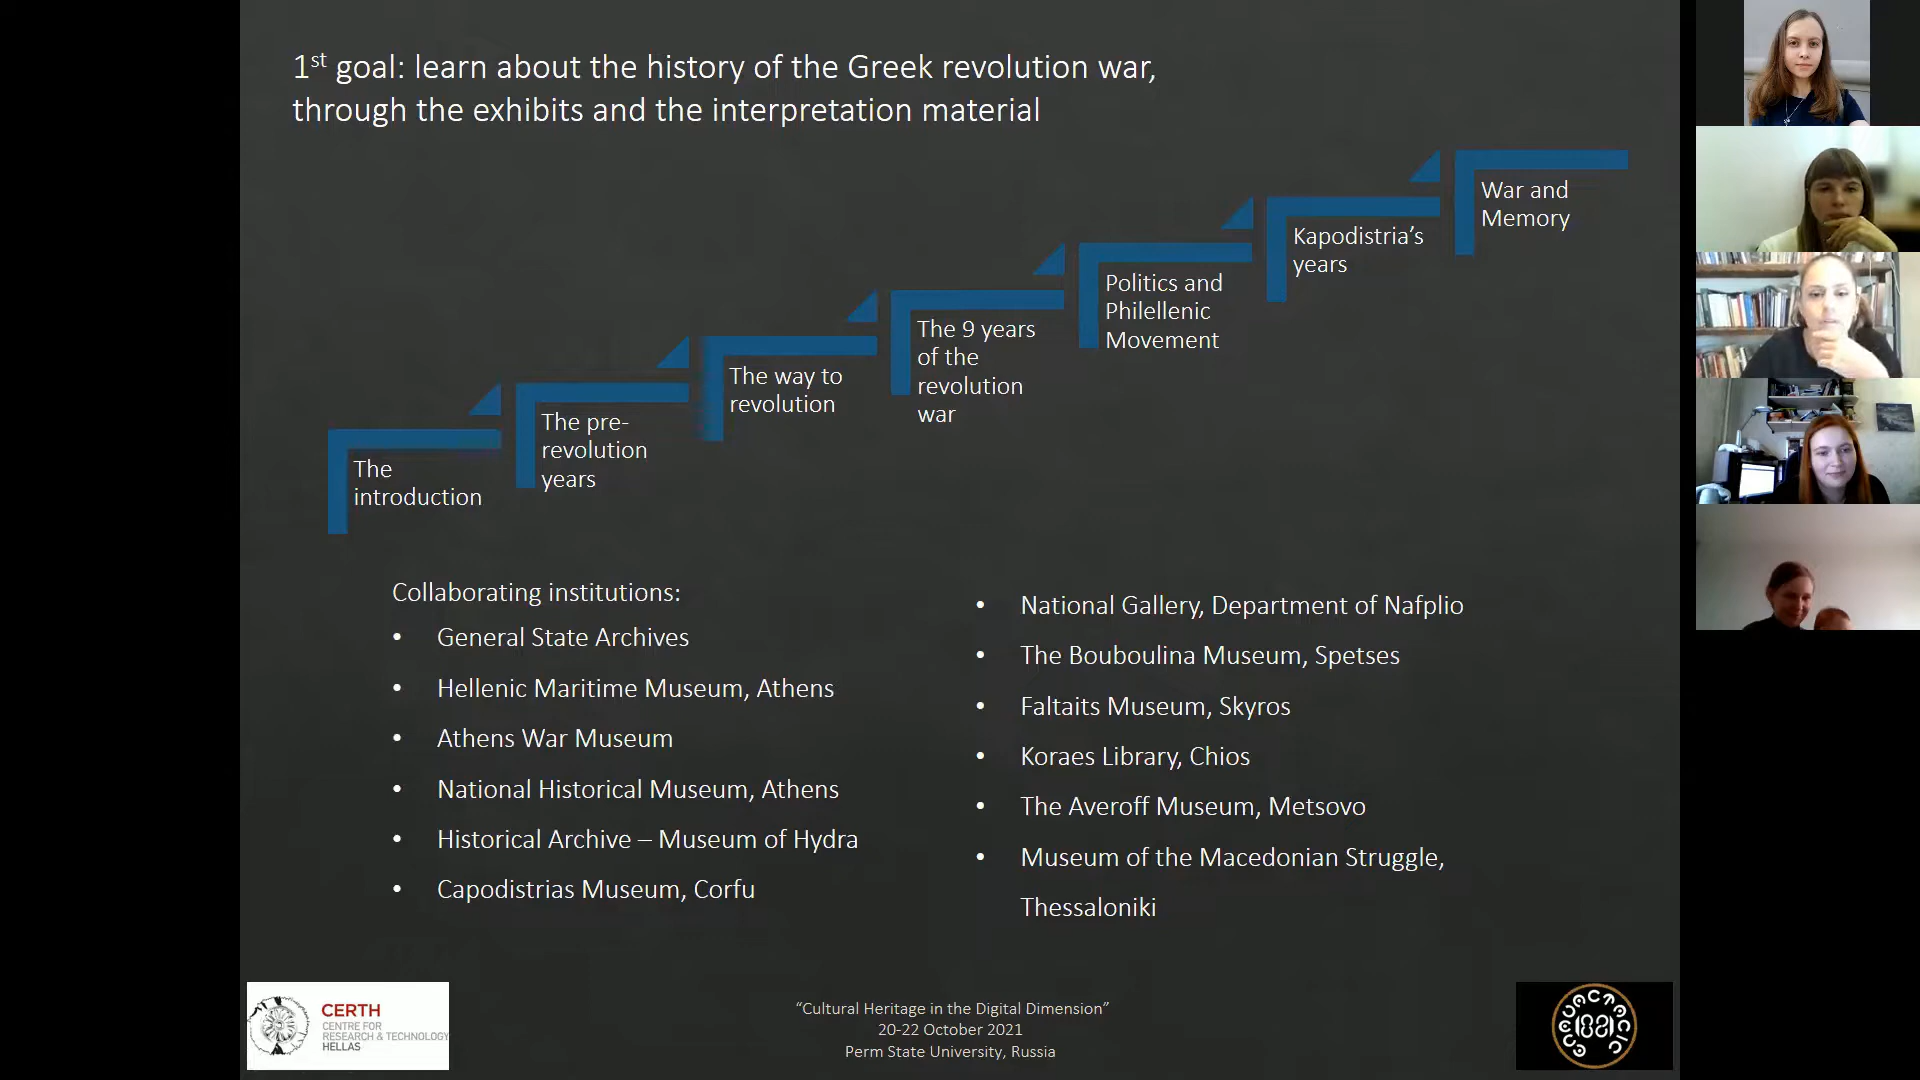 1st goal: learn about the history of the Greek revolution war,
through the exhibits and the interpretation material
The
introduction
The pre-
revolution
years
The way to
revolution
The 9 years
of the
revolution
war
Politics and
Philellenic
Movement
Kapodistria’s
years
War and
Memory
Collaborating institutions:
• General State Archives
• Hellenic Maritime Museum, Athens
• Athens War Museum
• National Historical Museum, Athens
• Historical Archive – Museum of Hydra
• Capodistrias Museum, Corfu
• National Gallery, Department of Nafplio
• The Bouboulina Museum, Spetses
• Faltaits Museum, Skyros
• Koraes Library, Chios
• The Averoff Museum, Metsovo
• Museum of the Macedonian Struggle,
Thessaloniki
CERTH
CENTRE FOR
RESEARCH & TECHNOLOGY
HELLAS
“Cultural Heritage in the Digital Dimension”
20-22 October 2021
Perm State University, Russia